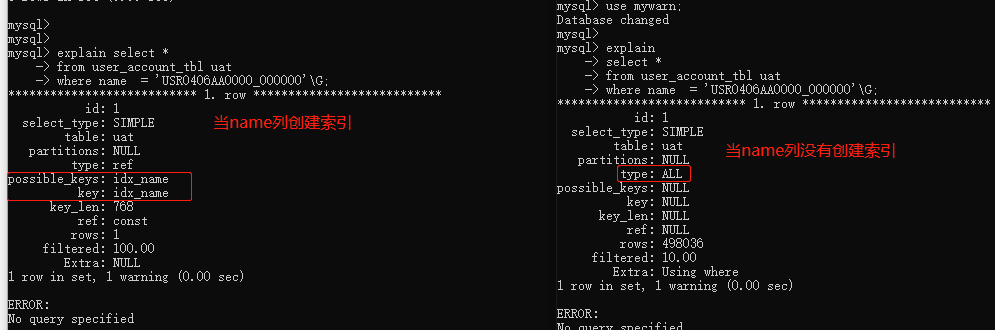 mysql>
mysql>
mysql> explain select *
    -> from user_account_tbl uat
    -> where name  = 'USR0406AA0000_000000'\G;
*************************** 1. row ***************************
           id: 1
  select_type: SIMPLE
        table: uat
   partitions: NULL
         type: ref
possible_keys: idx_name
          key: idx_name
      key_len: 768
          ref: const
         rows: 1
     filtered: 100.00
        Extra: NULL
1 row in set, 1 warning (0.00 sec)
ERROR:
No query specified
当name列创建索引
mysql> use mywarn;
Database changed
mysql>
mysql> explain
    -> select *
    -> from user_account_tbl uat
    -> where name  = 'USR0406AA0000_000000'\G;
*************************** 1. row ***************************
           id: 1
  select_type: SIMPLE
        table: uat
   partitions: NULL
         type: ALL
possible_keys: NULL
          key: NULL
      key_len: NULL
          ref: NULL
         rows: 498036
     filtered: 10.00
        Extra: Using where
1 row in set, 1 warning (0.00 sec)
ERROR:
No query specified
当name列没有创建索引